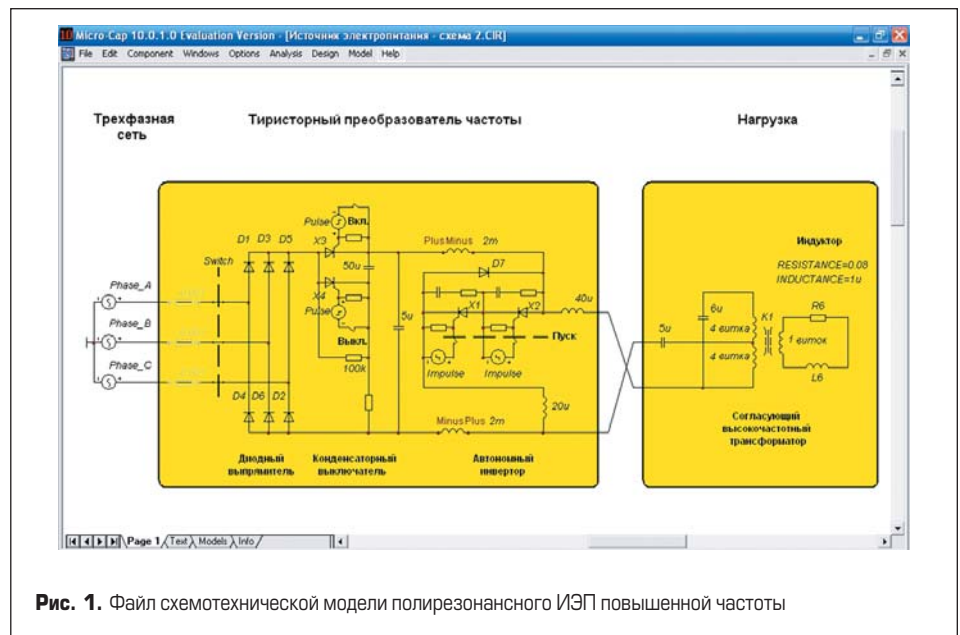 Micro-Cap 10.0.1.0 Evaluation Version - [Источник электропитания - схема 2.CIR]
File Edit Component Windows Options Analysis Design Model Help
Трехфазная
сеть
Тиристорный преобразователь частоты
Нагрузка
Pulse
Вкл.
D1 D3 D5
X3
PlusMinus 2m
Индуктор
Switch
50u
D7
RESISTANCE=0.08
INDUCTANCE=1u
Phase_A
X4
Pulse
40u
X1
X2
5u
6u
K1
R6
Phase_B
Выкл.
Пуск
5u
4 витка
1 виток
4 витка
Phase_C
100k
Impulse
Impulse
L6
D4 D6 D2
20u
MinusPlus 2m
Согласующий
высокочастотный
трансформатор
Диодный
выпрямитель
Конденсаторный
выключатель
Автономный
инвертор
Page 1 Text Models Info
Рис. 1. Файл схемотехнической модели полирезонансного ИЭП повышенной частоты